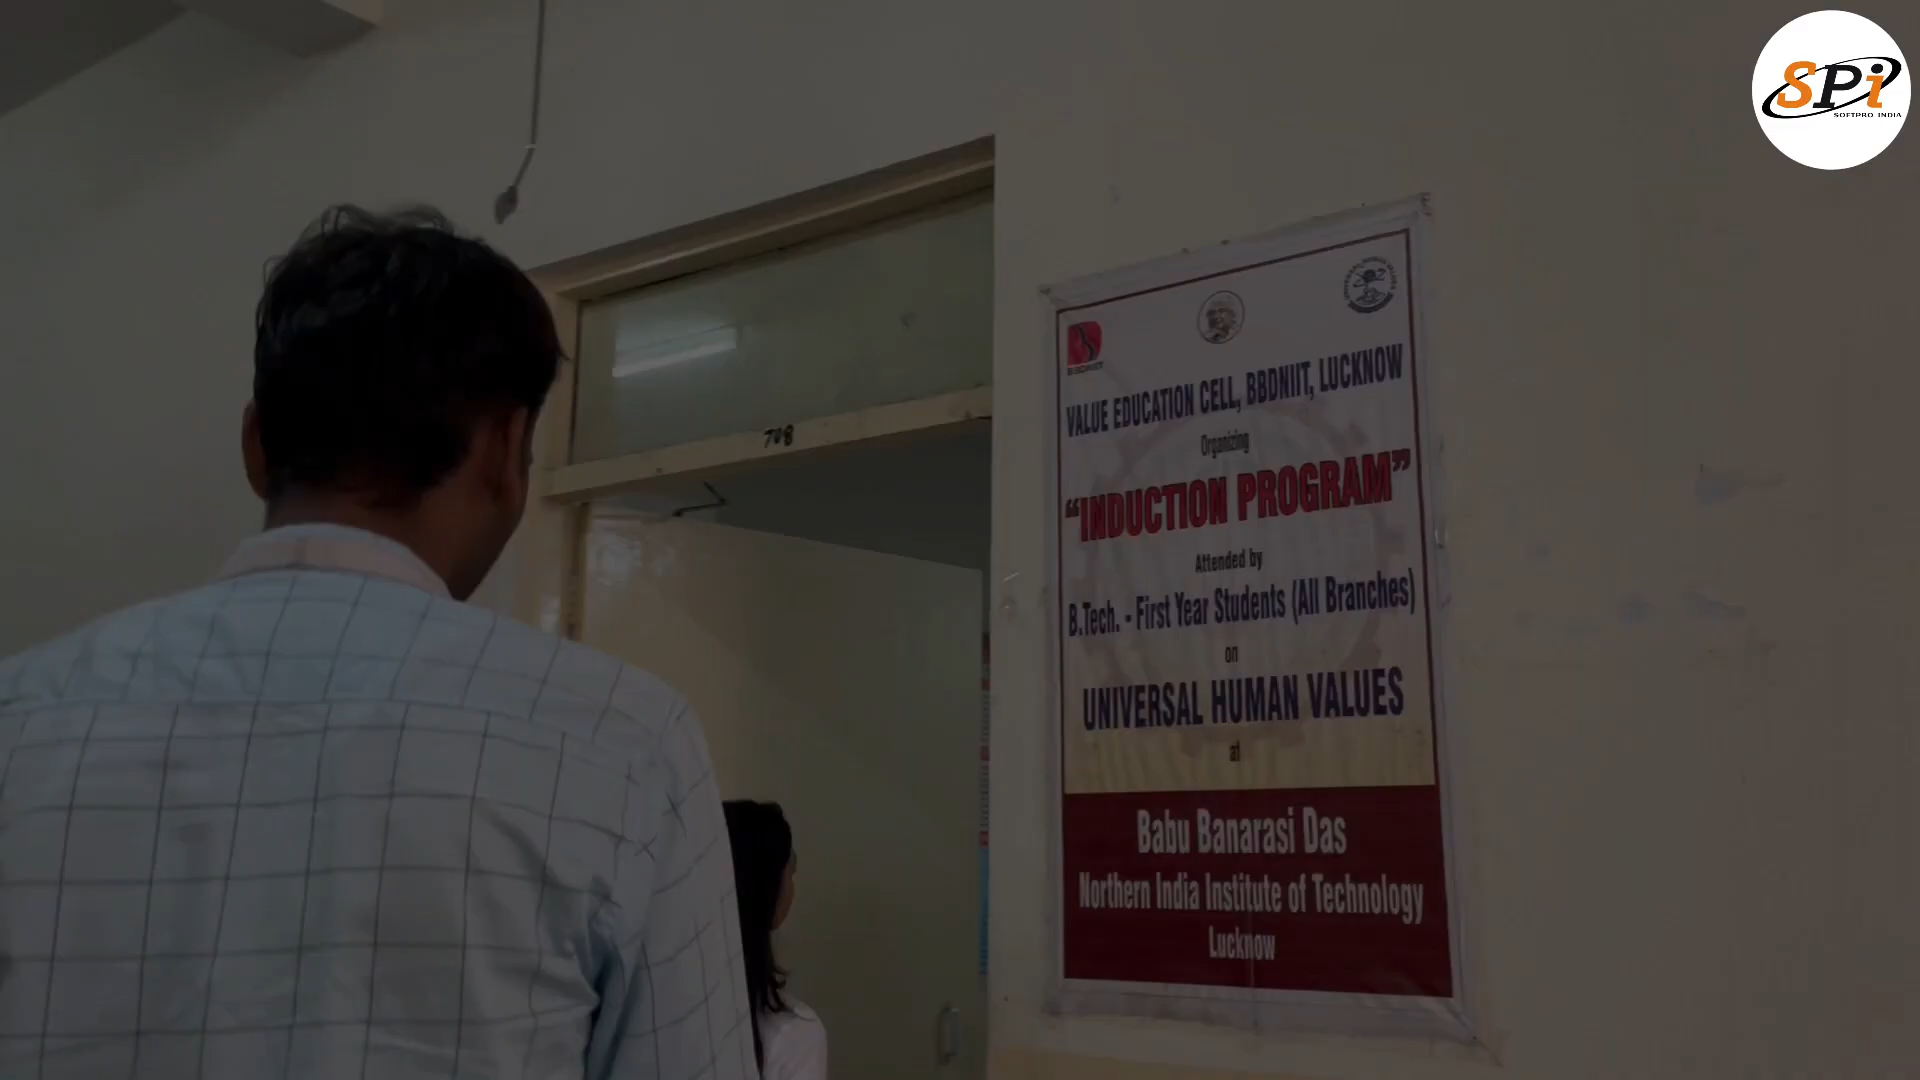 SPi
SOFTPRO INDIA
BBDNIIT
VALUE EDUCATION CELL, BBDNIIT, LUCKNOW
Organizing
“INDUCTION PROGRAM”
Attended by
B.Tech. - First Year Students (All Branches)
on
UNIVERSAL HUMAN VALUES
at
Babu Banarasi Das
Northern India Institute of Technology
Lucknow
708